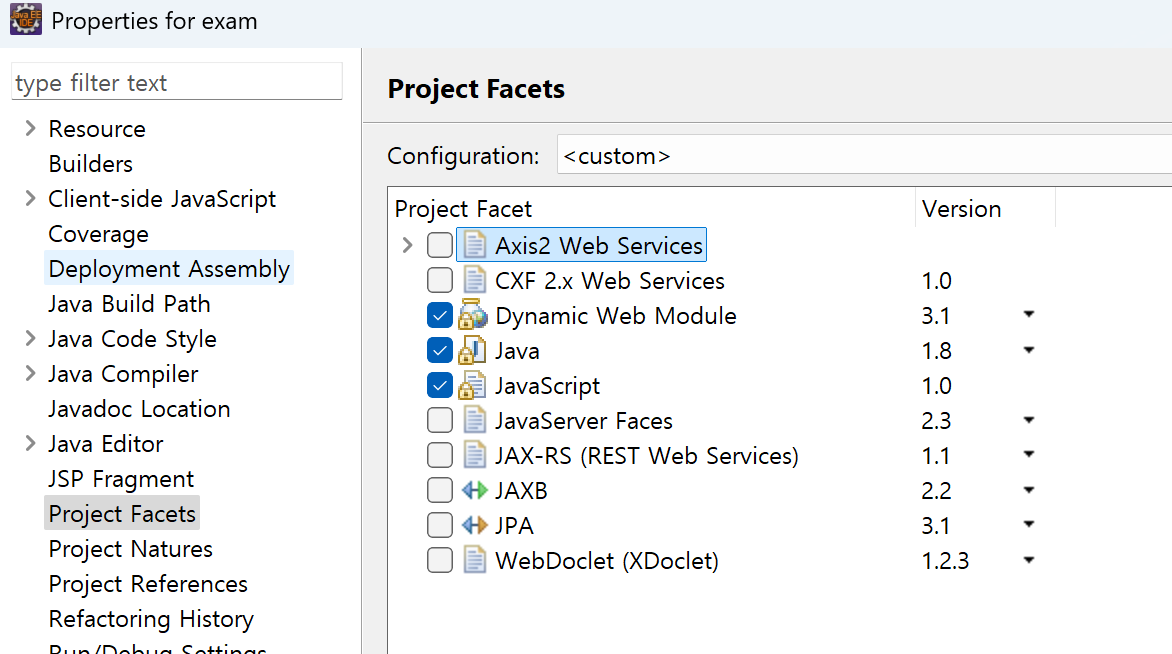 Properties for exam
type filter text
Resource
Builders
Client-side JavaScript
Coverage
Deployment Assembly
Java Build Path
Java Code Style
Java Compiler
Javadoc Location
Java Editor
JSP Fragment
Project Facets
Project Natures
Project References
Refactoring History
Run/Debug Settings
Project Facets
Configuration: <custom>
Project Facet Version
Axis2 Web Services
CXF 2.x Web Services 1.0
Dynamic Web Module 3.1
Java 1.8
JavaScript 1.0
JavaServer Faces 2.3
JAX-RS (REST Web Services) 1.1
JAXB 2.2
JPA 3.1
WebDoclet (XDoclet) 1.2.3